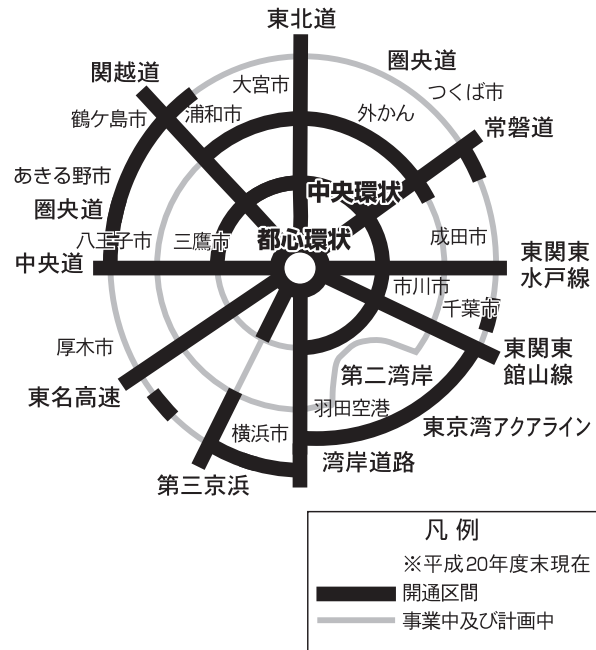 東北道
関越道
圏央道
大宮市
つくば市
鶴ケ島市
浦和市
外かん
常磐道
あきる野市
中央環状
圏央道
八王子市
三鷹市
都心環状
成田市
中央道
東関東
水戸線
市川市
千葉市
厚木市
東関東
館山線
第二湾岸
東名高速
羽田空港
東京湾アクアライン
横浜市
湾岸道路
第三京浜
凡例
※平成20年度末現在
開通区間
事業中及び計画中